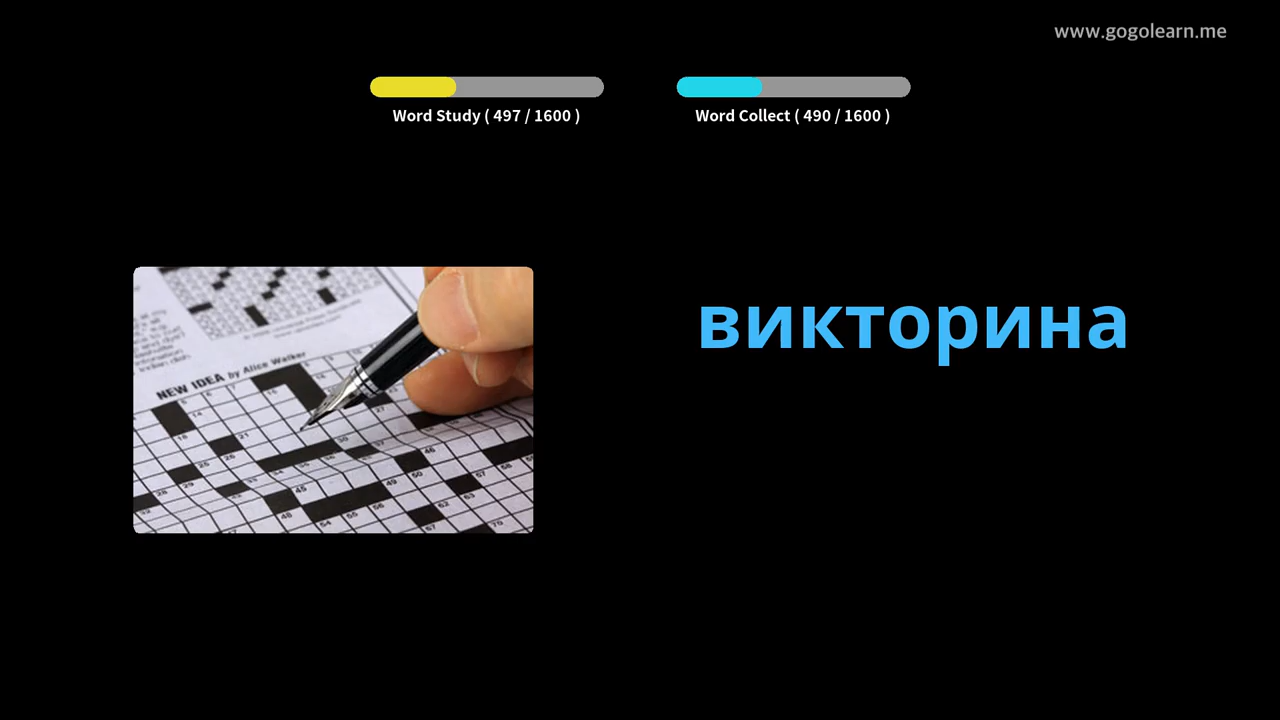 www.gogolearn.me
Word Study ( 497 / 1600 )
Word Collect ( 490 / 1600 )
викторина
NEW IDEA by Alice Walker